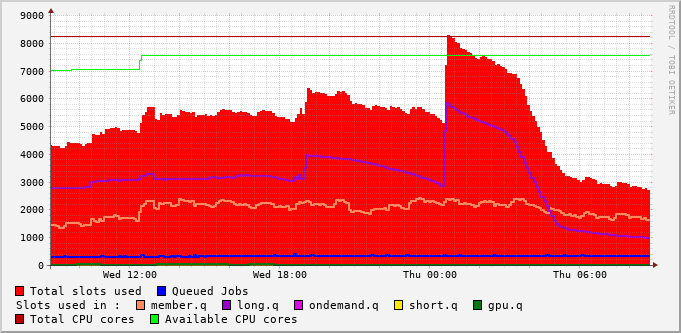 RRDTOOL / TOBI OETIKER
9000
8000
7000
6000
5000
4000
3000
2000
1000
0
Wed 12:00 Wed 18:00 Thu 00:00 Thu 06:00
Total slots used Queued Jobs
Slots used in : member.q long.q ondemand.q short.q gpu.q
Total CPU cores Available CPU cores